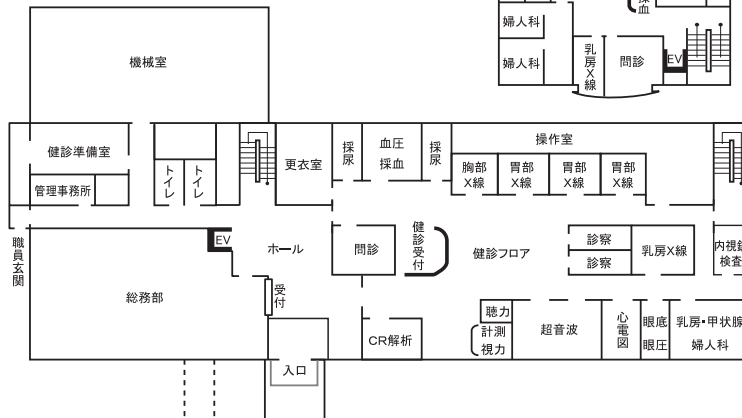 採
血
婦人科
婦人科
乳房X線
問診
EV
機械室
健診準備室
管理事務所
トイレ
トイレ
更衣室
採尿
血圧
採血
採尿
操作室
胸部
X線
胃部
X線
胃部
X線
胃部
X線
職員玄関
EV
ホール
問診
健診受付
健診フロア
診察
診察
乳房X線
内視鏡
検査
総務部
受付
CR解析
聴力
計測
視力
超音波
心電図
眼底
眼圧
乳房・甲状腺
婦人科
入口